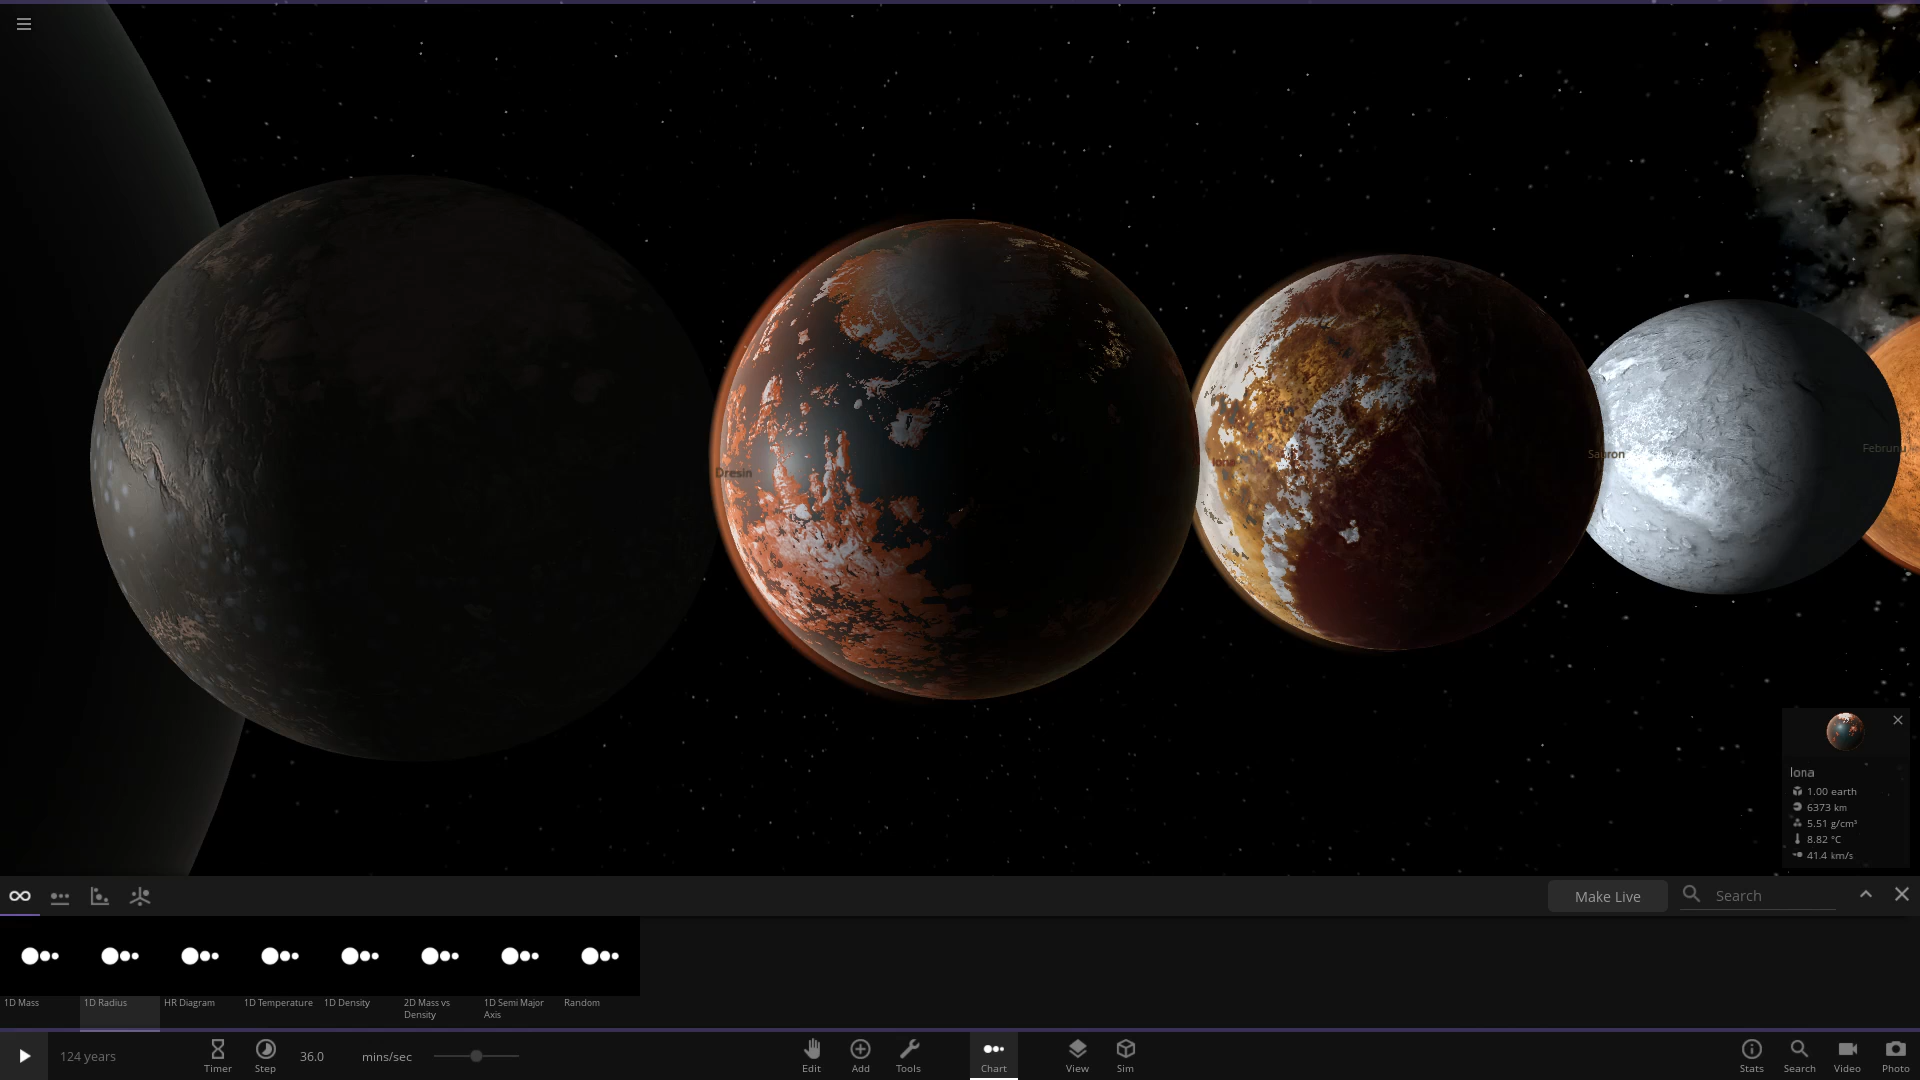 Dresin
Iona
Sauron
Iona
1.00 earth
6373 km
5.51 g/cm³
8.82 °C
41.4 km/s
Make Live
Search
1D Mass
1D Radius
HR Diagram
1D Temperature
1D Density
2D Mass vs
Density
1D Semi Major
Axis
Random
124 years
Timer
Step
36.0
mins/sec
Edit
Add
Tools
Chart
View
Sim
Stats
Search
Video
Photo